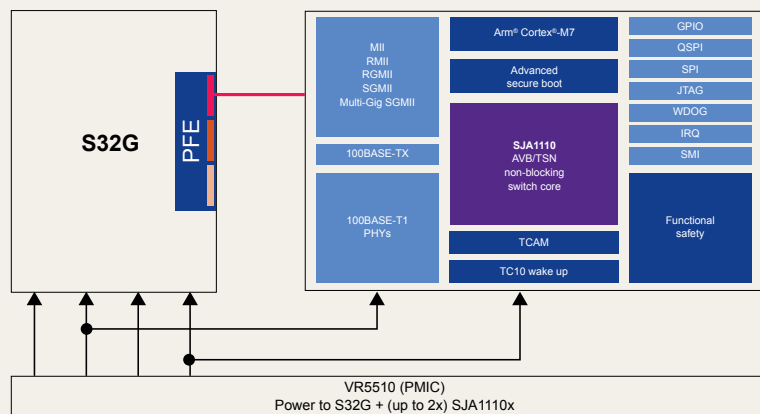 S32G
PFE
MII
RMII
RGMII
SGMII
Multi-Gig SGMII
100BASE-TX
100BASE-T1
PHYs
Arm® Cortex®-M7
Advanced
secure boot
SJA1110
AVB/TSN
non-blocking
switch core
TCAM
TC10 wake up
GPIO
QSPI
SPI
JTAG
WDOG
IRQ
SMI
Functional
safety
VR5510 (PMIC)
Power to S32G + (up to 2x) SJA1110x